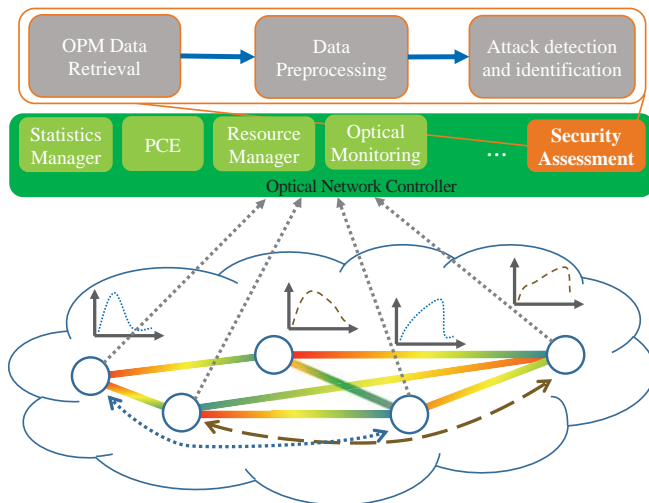 OPM Data
Retrieval
Data
Preprocessing
Attack detection
and identification
Statistics
Manager
PCE
Resource
Manager
Optical
Monitoring
...
Security
Assessment
Optical Network Controller